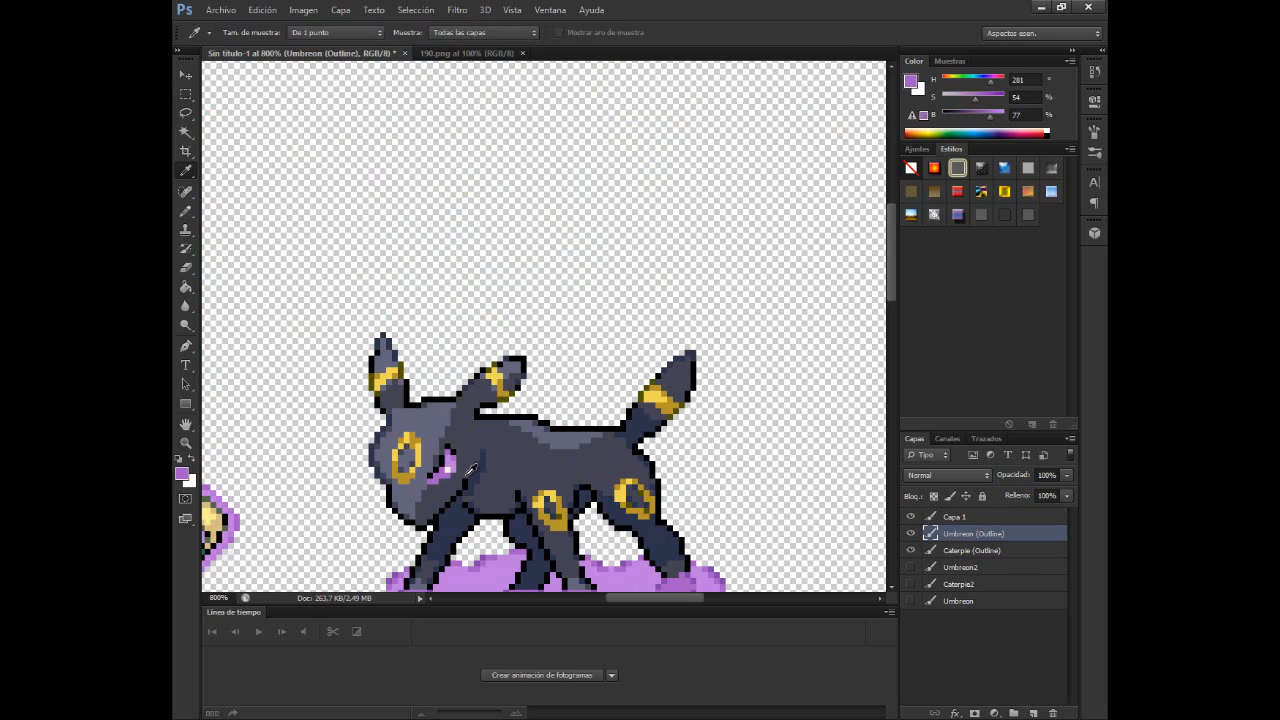 Ps Archivo Edición Imagen Capa Texto Selección Filtro 3D Vista Ventana Ayuda
Tam. de muestra: De 1 punto Muestra: Todas las capas Mostrar aro de muestra Aspectos esen.
Sin título-1 al 800% (Umbreon (Outline), RGB/8) * × 190.png al 100% (RGB/8) ×
Color Muestras
H 281 °
S 54 %
B 77 %
Ajustes Estilos
Capas Canales Trazados
Tipo
Normal Opacidad: 100%
Bloq.: Relleno: 100%
Capa 1
Umbreon (Outline)
Caterpie (Outline)
Umbreon2
Caterpie2
Umbreon
800% Doc: 263,7 KB/2,49 MB
Línea de tiempo
Crear animación de fotogramas